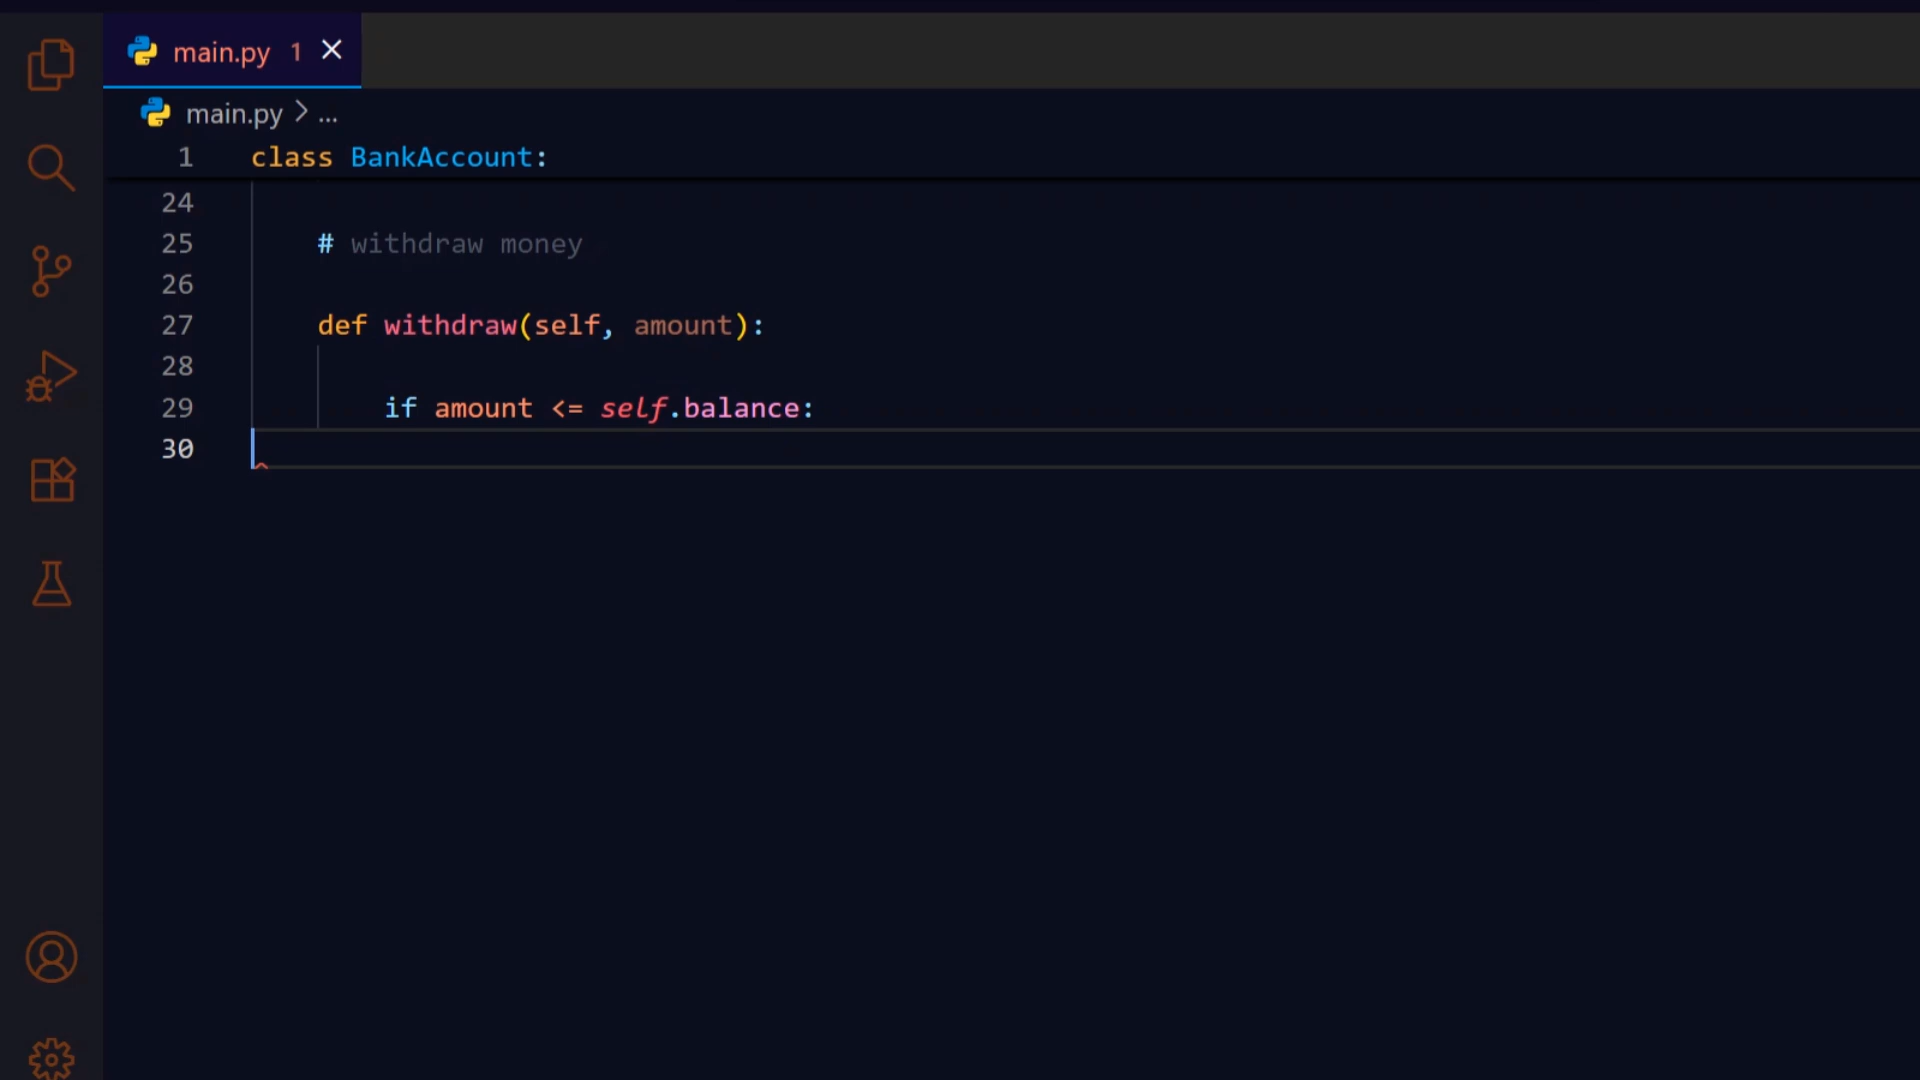 main.py 1
main.py > ...
1 class BankAccount:
24
25 # withdraw money
26
27 def withdraw(self, amount):
28
29 if amount <= self.balance:
30